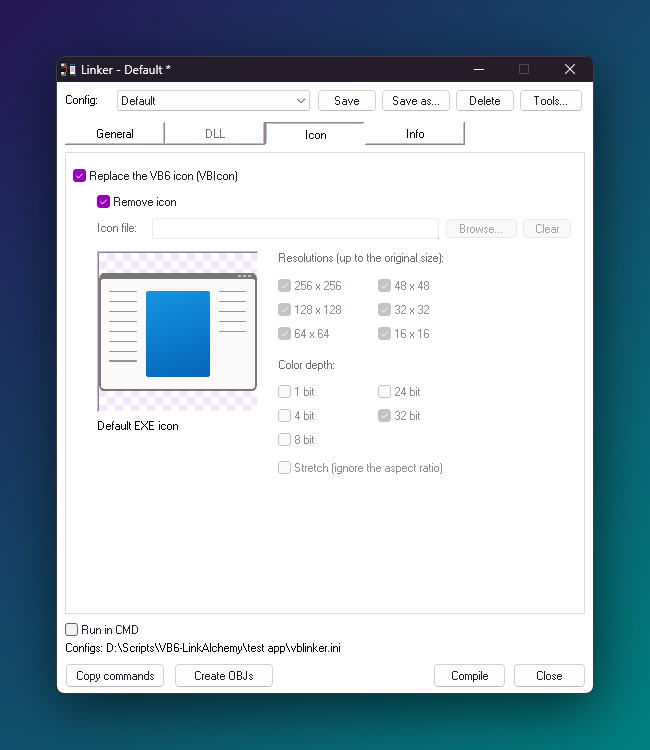 Linker - Default *
Config: Default Save Save as... Delete Tools...
General DLL Icon Info
Replace the VB6 icon (VBIcon)
Remove icon
Icon file: Browse... Clear
Resolutions (up to the original size):
256 x 256 48 x 48
128 x 128 32 x 32
64 x 64 16 x 16
Color depth:
1 bit 24 bit
4 bit 32 bit
8 bit
Default EXE icon
Stretch (ignore the aspect ratio)
Run in CMD
Configs: D:\Scripts\VB6-LinkAlchemy\test app\vblinker.ini
Copy commands Create OBJs Compile Close